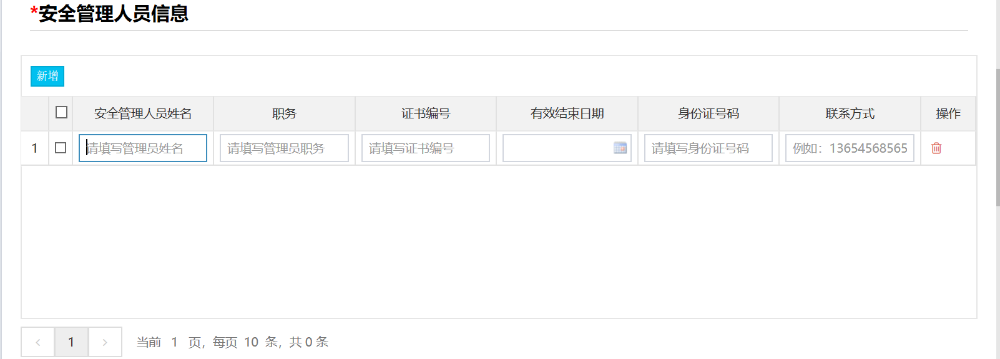 *安全管理人员信息
新增
安全管理人员姓名 职务 证书编号 有效结束日期 身份证号码 联系方式 操作
1 请填写管理员姓名 请填写管理员职务 请填写证书编号 请填写身份证号码 例如：13654568565
< 1 > 当前 1 页，每页 10 条，共 0 条